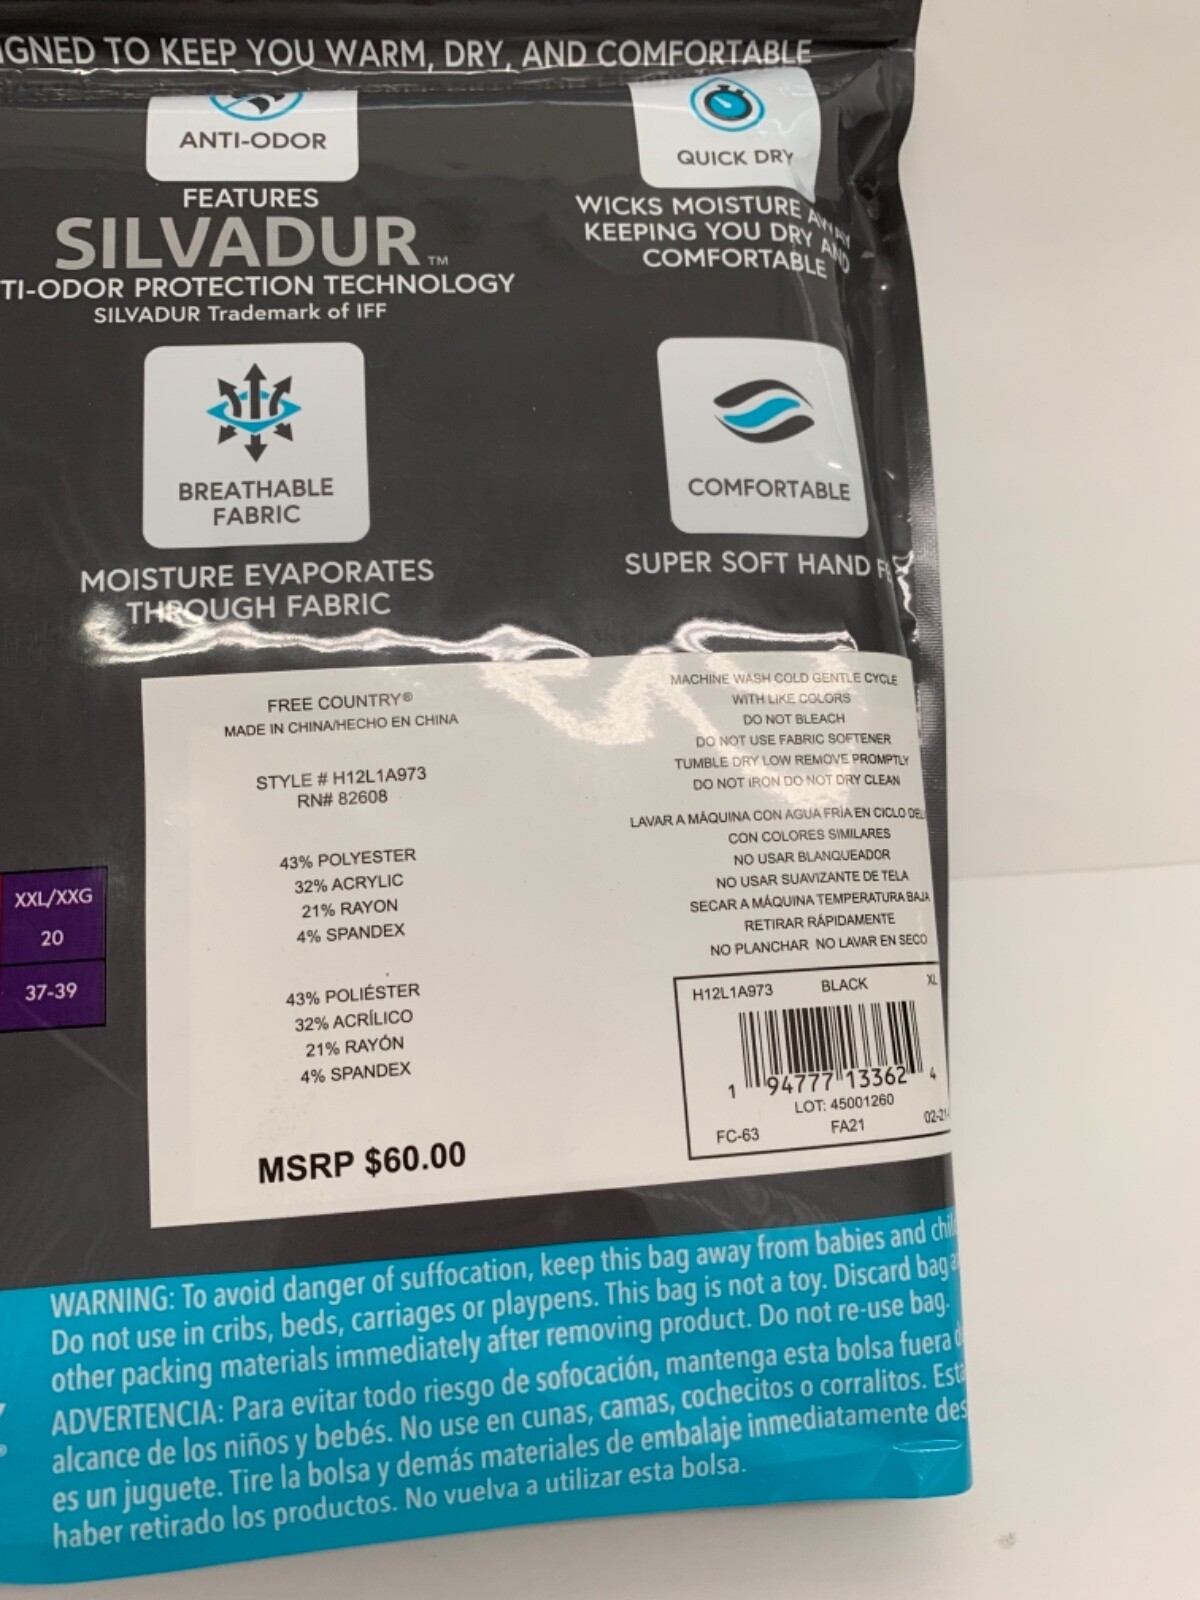 IGNED TO KEEP YOU WARM, DRY, AND COMFORTABLE
ANTI-ODOR
FEATURES
SILVADUR™
TI-ODOR PROTECTION TECHNOLOGY
SILVADUR Trademark of IFF
QUICK DRY
WICKS MOISTURE AWAY
KEEPING YOU DRY AND
COMFORTABLE
BREATHABLE
FABRIC
MOISTURE EVAPORATES
THROUGH FABRIC
COMFORTABLE
SUPER SOFT HAND
XXL/XXG
20
37-39
FREE COUNTRY®
MADE IN CHINA/HECHO EN CHINA
STYLE # H12L1A973
RN# 82608
43% POLYESTER
32% ACRYLIC
21% RAYON
4% SPANDEX
43% POLIÉSTER
32% ACRÍLICO
21% RAYÓN
4% SPANDEX
MSRP $60.00
MACHINE WASH COLD GENTLE CYCLE
WITH LIKE COLORS
DO NOT BLEACH
DO NOT USE FABRIC SOFTENER
TUMBLE DRY LOW REMOVE PROMPTLY
DO NOT IRON DO NOT DRY CLEAN
LAVAR A MÁQUINA CON AGUA FRÍA EN CICLO DEL
CON COLORES SIMILARES
NO USAR BLANQUEADOR
NO USAR SUAVIZANTE DE TELA
SECAR A MÁQUINA TEMPERATURA BAJA
RETIRAR RÁPIDAMENTE
NO PLANCHAR NO LAVAR EN SECO
H12L1A973 BLACK XL
1 94777 13362 4
LOT: 45001260
FC-63 FA21 02-21-
WARNING: To avoid danger of suffocation, keep this bag away from babies and chil
Do not use in cribs, beds, carriages or playpens. This bag is not a toy. Discard bag a
other packing materials immediately after removing product. Do not re-use bag.
ADVERTENCIA: Para evitar todo riesgo de sofocación, mantenga esta bolsa fuera d
alcance de los niños y bebés. No use en cunas, camas, cochecitos o corralitos. Esta
es un juguete. Tire la bolsa y demás materiales de embalaje inmediatamente des
haber retirado los productos. No vuelva a utilizar esta bolsa.